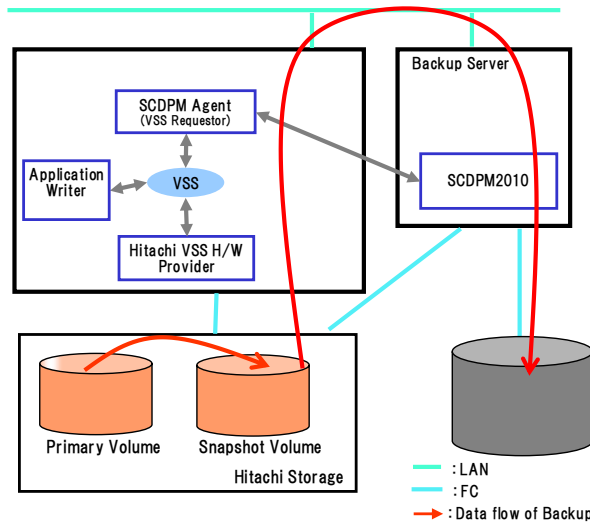 Backup Server
SCDPM Agent
(VSS Requestor)
Application
Writer
VSS
SCDPM2010
Hitachi VSS H/W
Provider
Primary Volume
Snapshot Volume
Hitachi Storage
: LAN
: FC
: Data flow of Backup